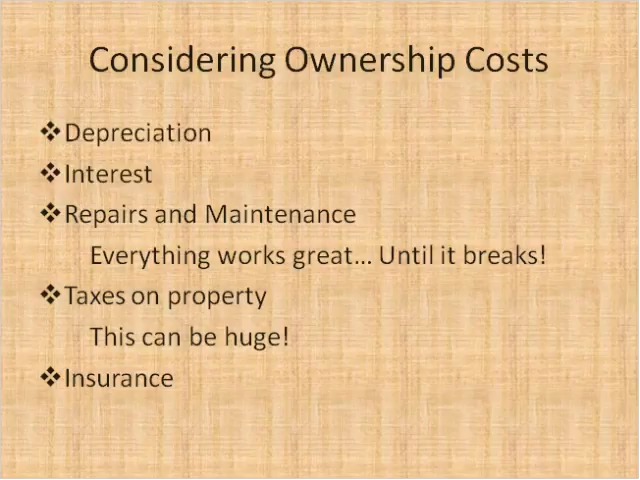 Considering Ownership Costs
❖Depreciation
❖Interest
❖Repairs and Maintenance
Everything works great... Until it breaks!
❖Taxes on property
This can be huge!
❖Insurance